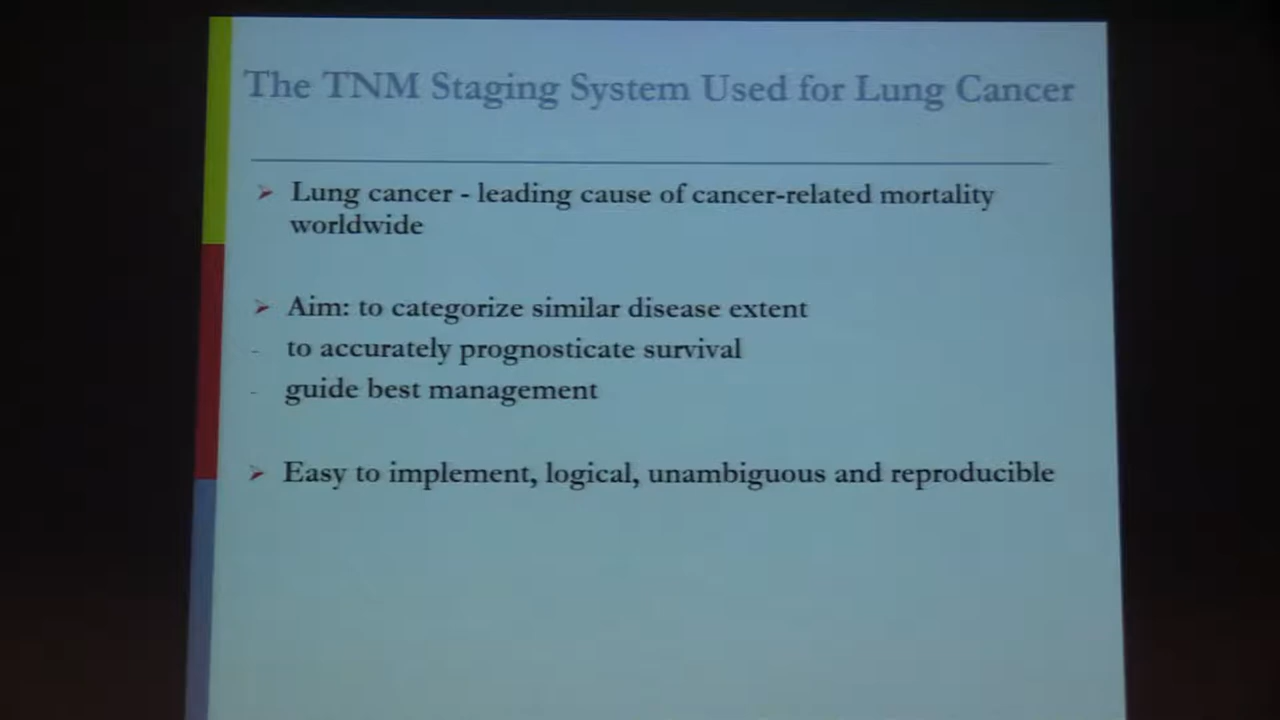 The TNM Staging System Used for Lung Cancer
➢ Lung cancer - leading cause of cancer-related mortality
worldwide
➢ Aim: to categorize similar disease extent
- to accurately prognosticate survival
- guide best management
➢ Easy to implement, logical, unambiguous and reproducible